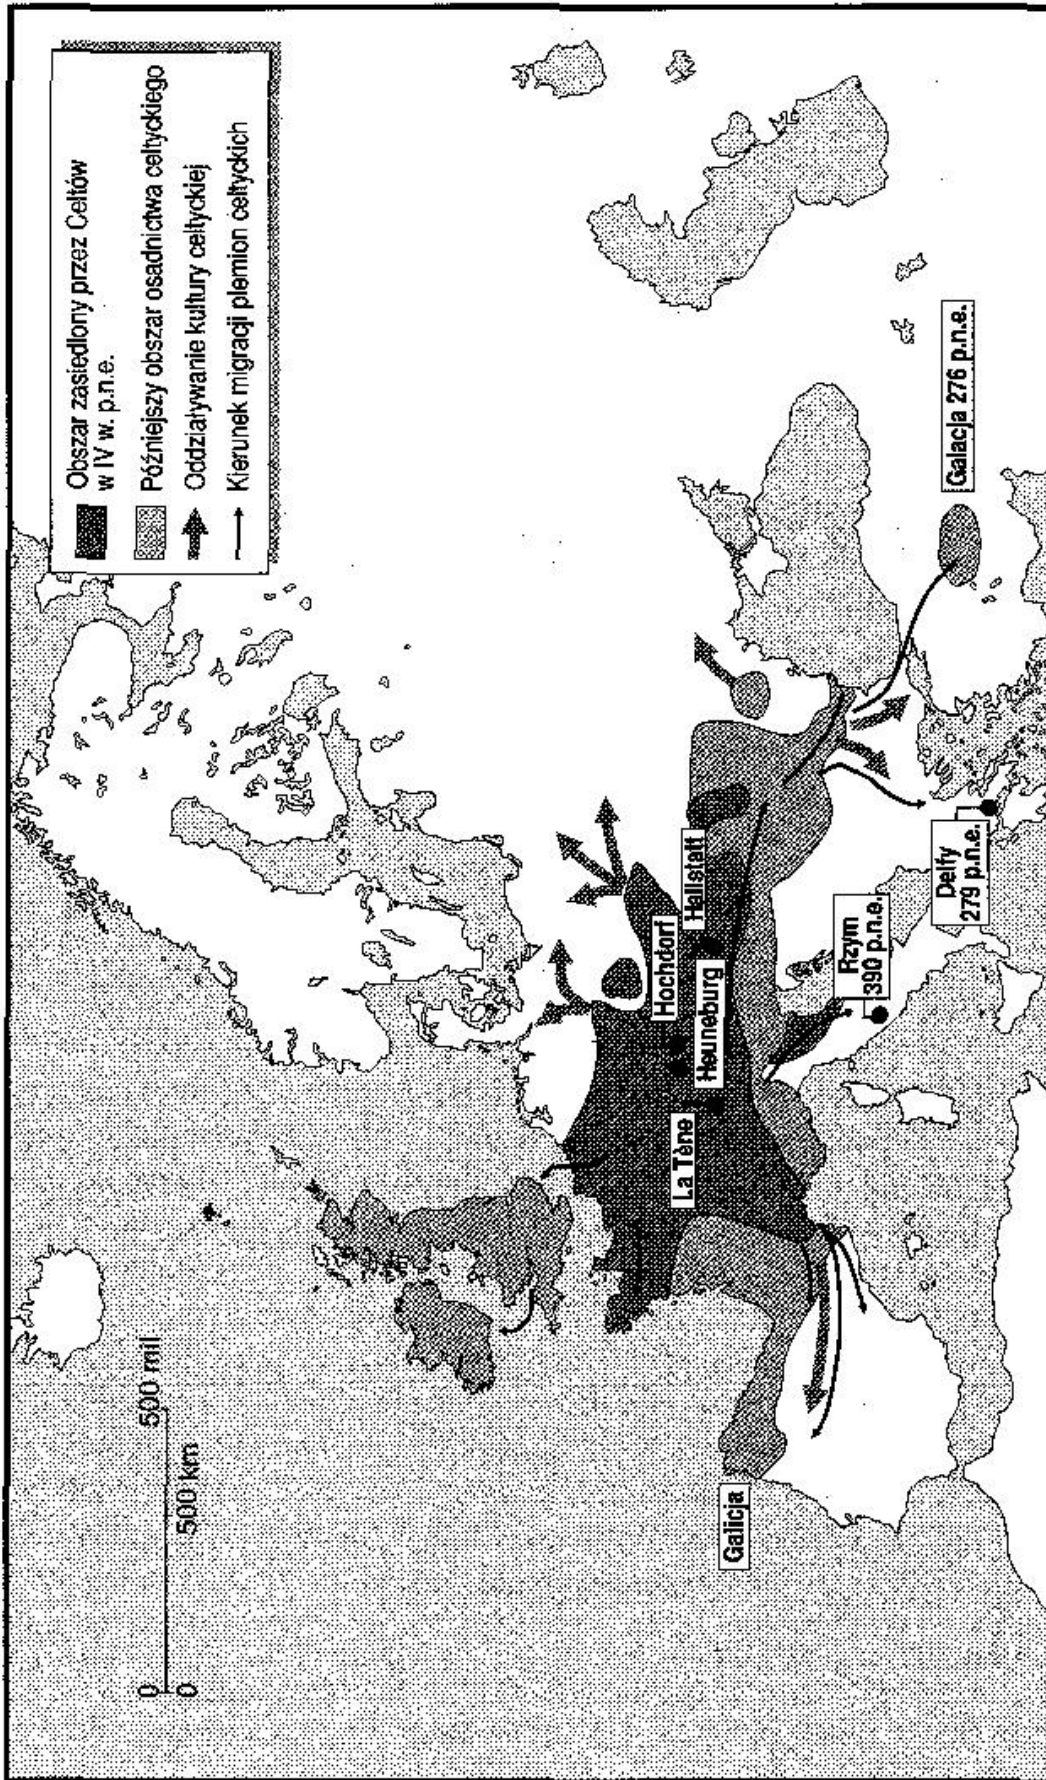 Obszar zasiedlony przez Celtów
w IV w. p.n.e.
Późniejszy obszar osadnictwa celtyckiego
Oddziaływanie kultury celtyckiej
Kierunek migracji plemion celtyckich
0 500 mil
0 500 km
Galicja
La Tène
Heuneburg
Hochdorf
Hallstatt
Rzym
390 p.n.e.
Delfy
279 p.n.e.
Galacja 276 p.n.e.